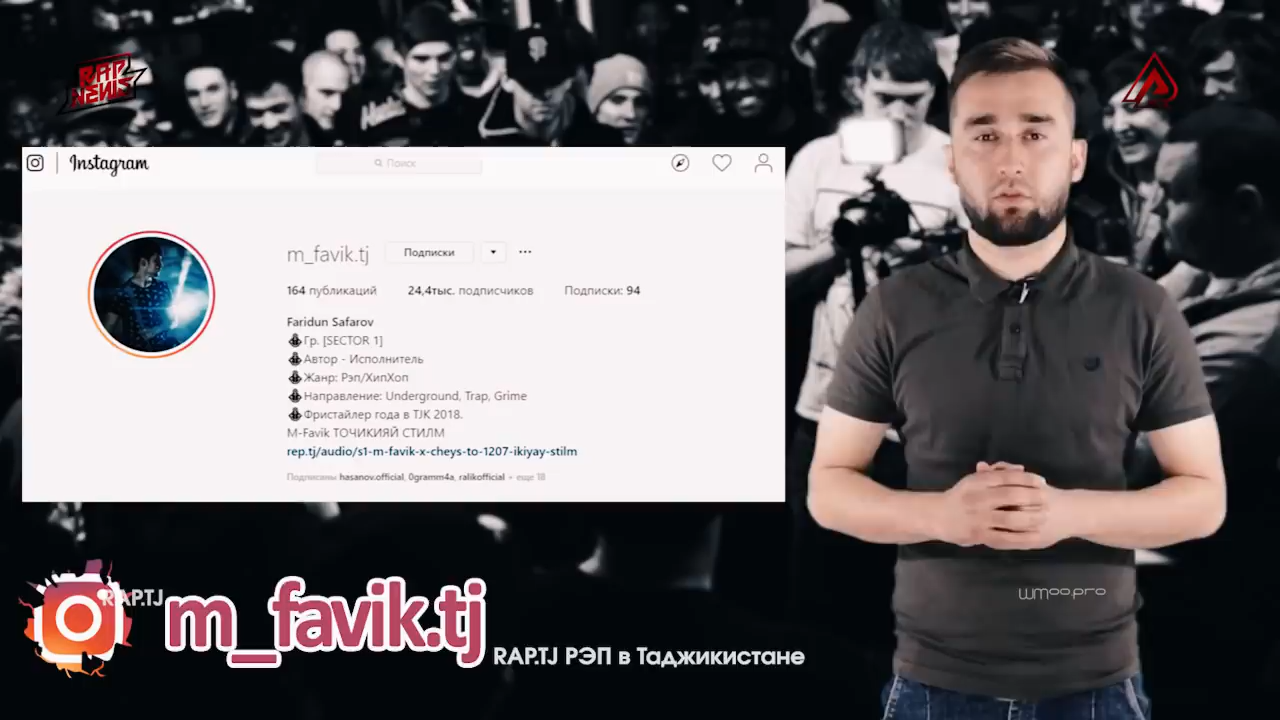 RAP
NEWS
Instagram
Поиск
m_favik.tj
Подписки
164 публикаций
24,4тыс. подписчиков
Подписки: 94
Faridun Safarov
Гр. [SECTOR 1]
Автор - Исполнитель
Жанр: Рэп/ХипХоп
Направление: Underground, Trap, Grime
Фристайлер года в TJK 2018.
M-Favik ТОЧИКИЯЙ СТИЛМ
rep.tj/audio/s1-m-favik-x-cheys-to-1207-ikiyay-stilm
Подписаны hasanov.official, 0gramm4a, ralikofficial + еще 18
RAP.TJ
m_favik.tj
RAP.TJ РЭП в Таджикистане
wmoo.pro